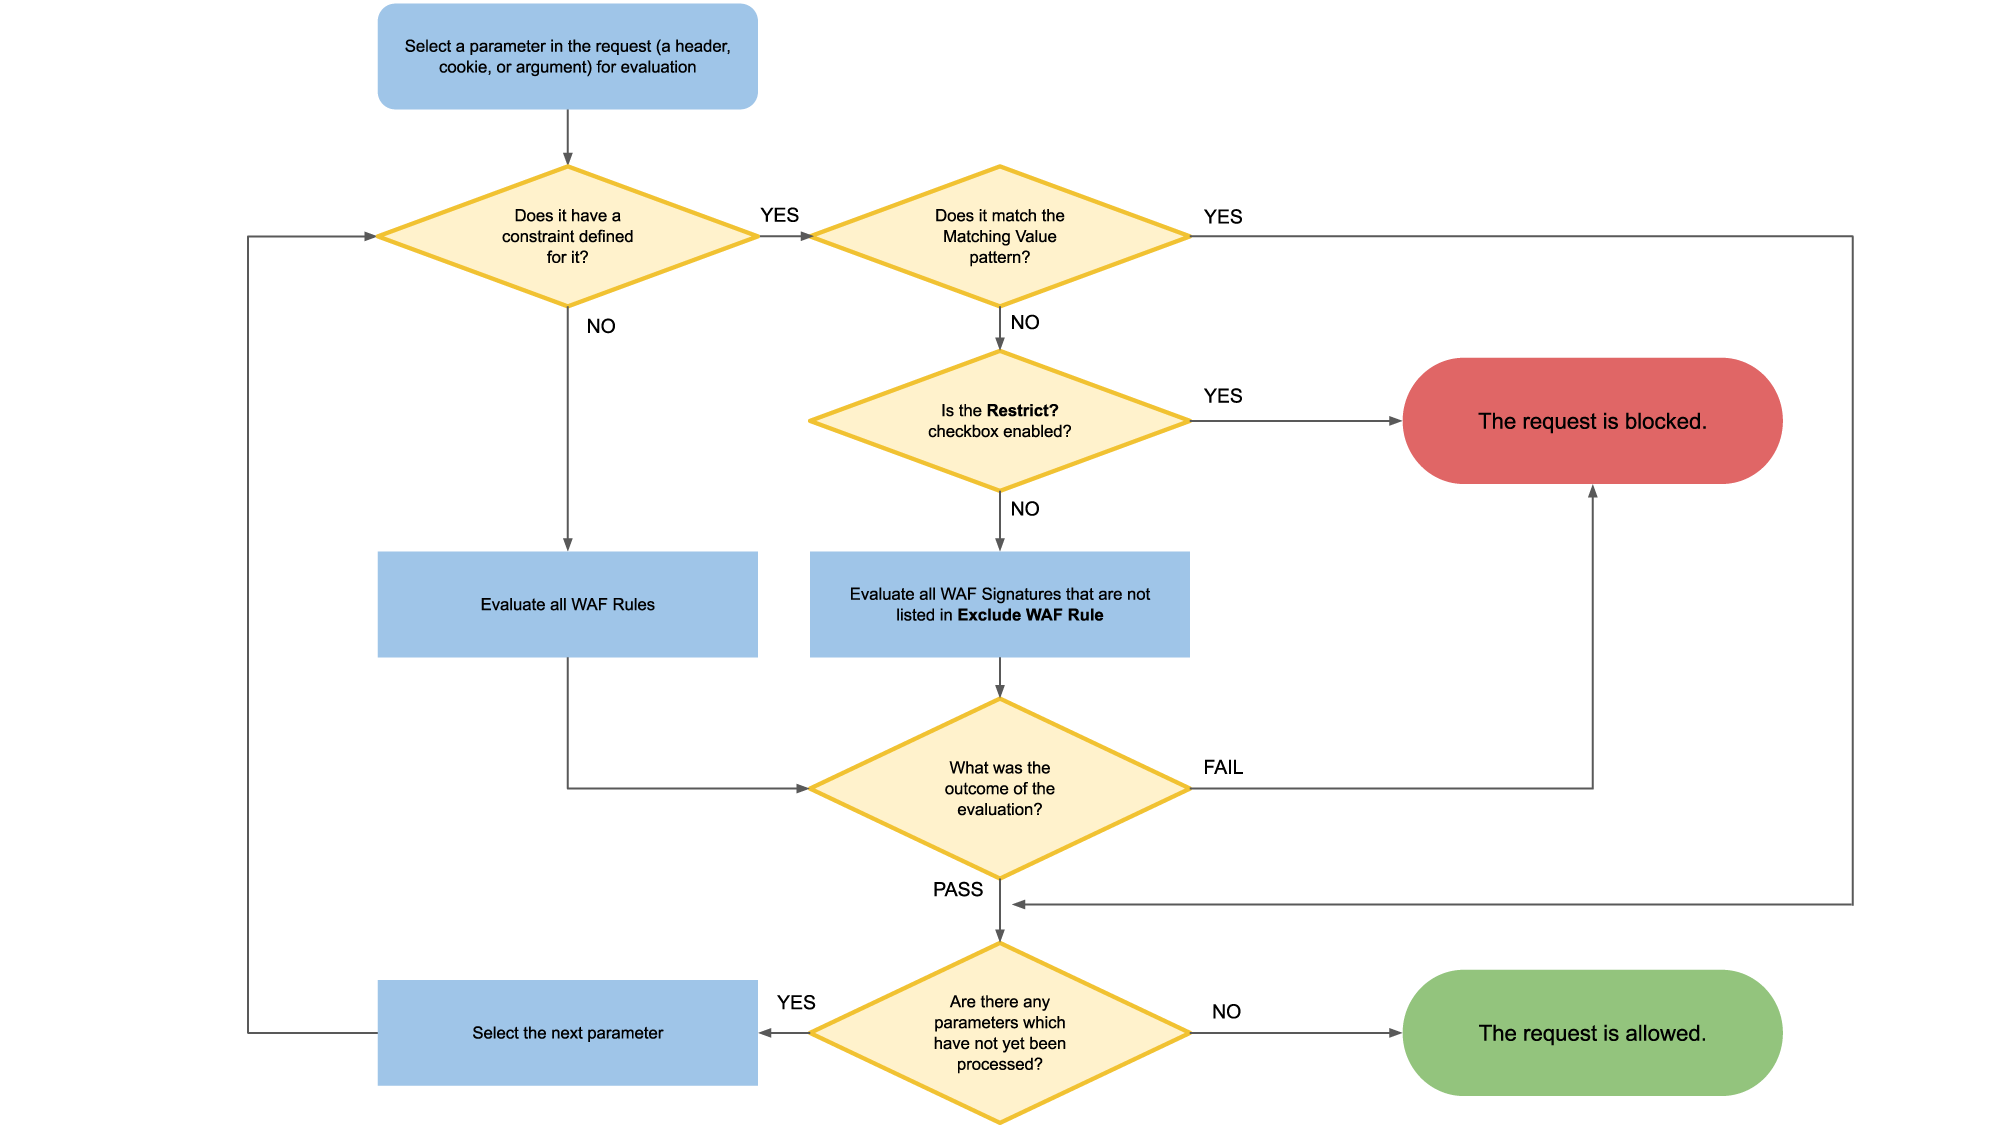 Select a parameter in the request (a header,
cookie, or argument) for evaluation
Does it have a
constraint defined
for it?
YES
Does it match the
Matching Value
pattern?
YES
NO
NO
Is the Restrict?
checkbox enabled?
YES
The request is blocked.
NO
Evaluate all WAF Rules
Evaluate all WAF Signatures that are not
listed in Exclude WAF Rule
What was the
outcome of the
evaluation?
FAIL
PASS
Select the next parameter
YES
Are there any
parameters which
have not yet been
processed?
NO
The request is allowed.